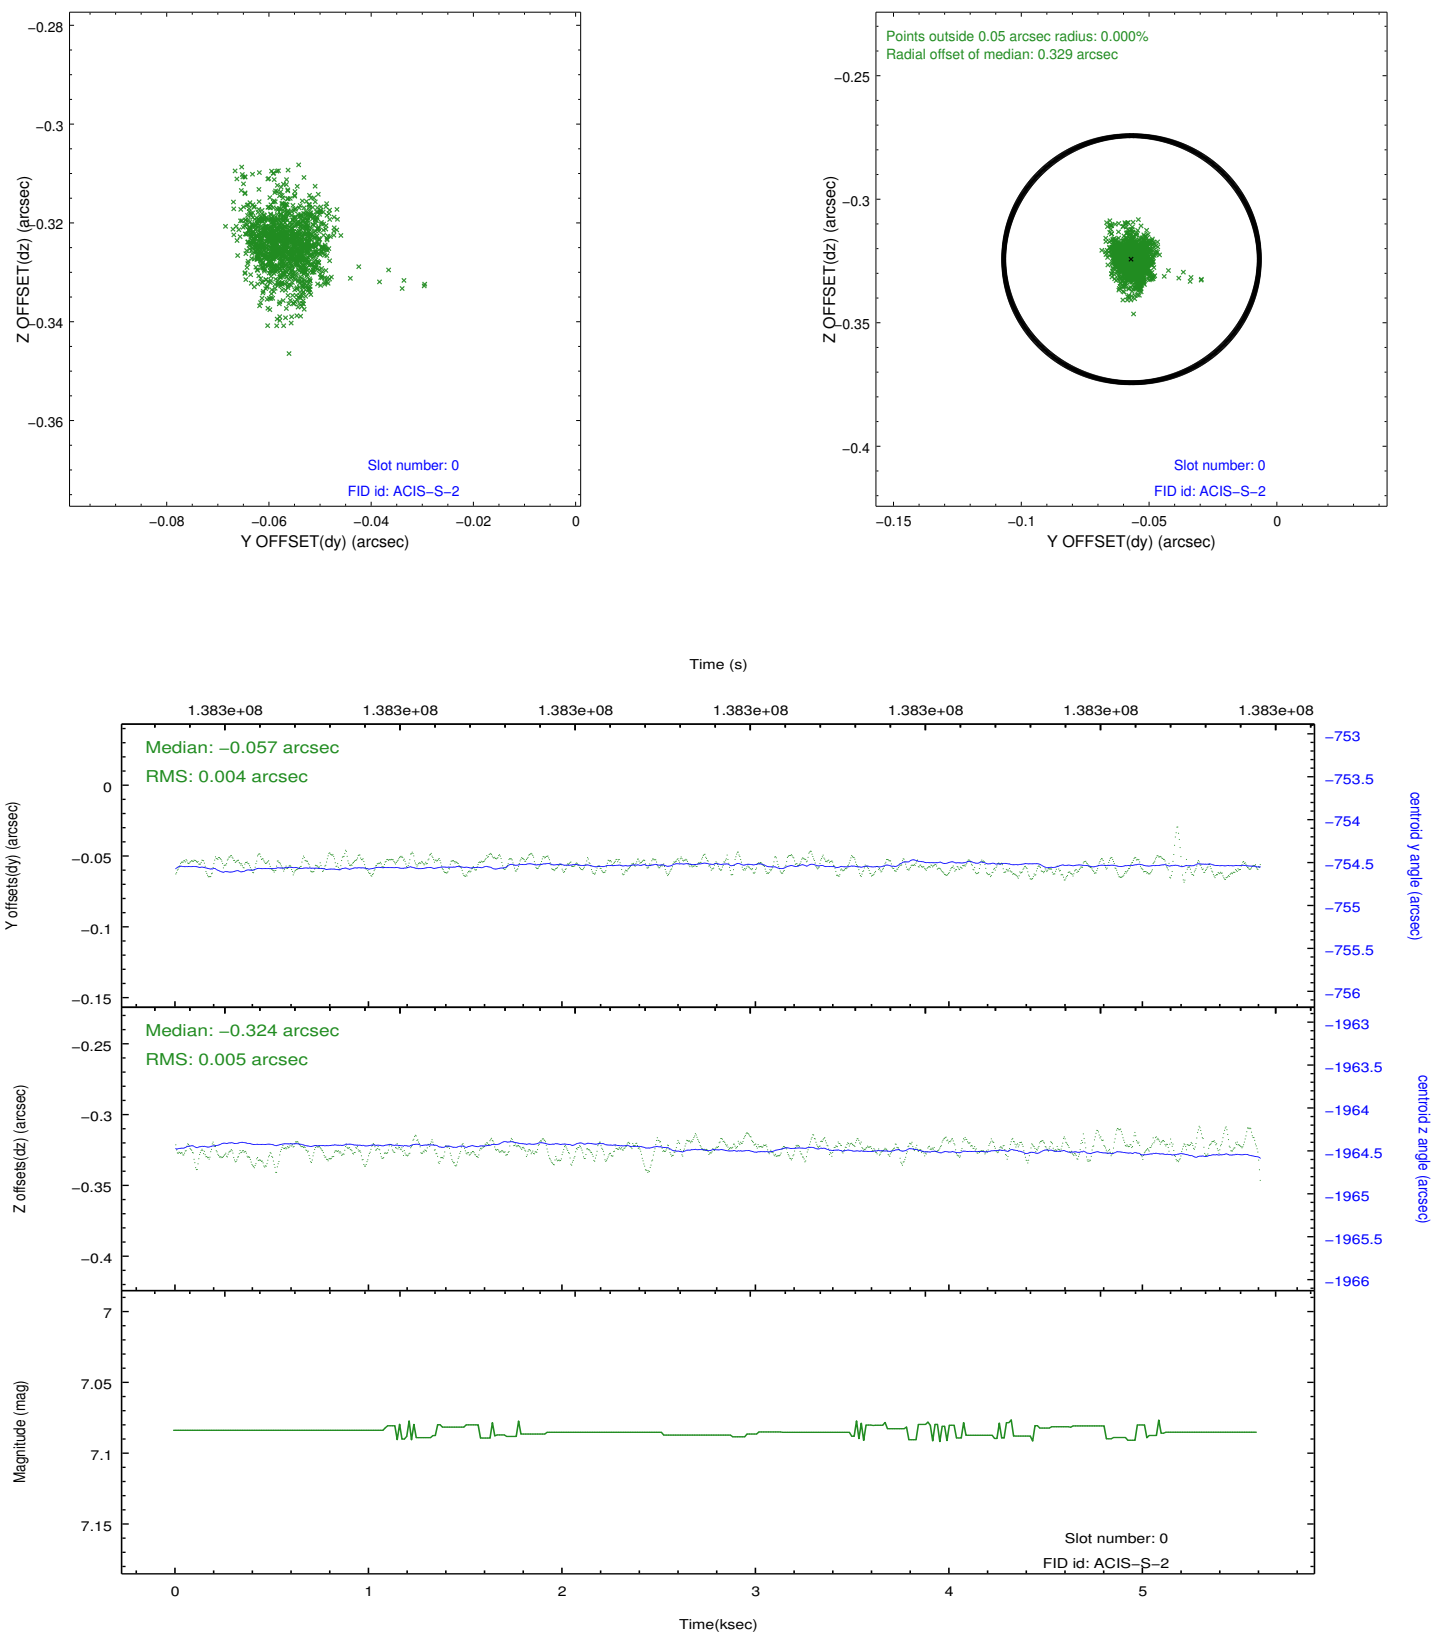 −0.28
−0.3
−0.32
−0.34
−0.36
Z OFFSET(dz) (arcsec)
Slot number: 0
FID id: ACIS−S−2
−0.08 −0.06 −0.04 −0.02 0
Y OFFSET(dy) (arcsec)
Points outside 0.05 arcsec radius: 0.000%
Radial offset of median: 0.329 arcsec
−0.25
−0.3
−0.35
−0.4
Z OFFSET(dz) (arcsec)
Slot number: 0
FID id: ACIS−S−2
−0.15 −0.1 −0.05 0
Y OFFSET(dy) (arcsec)
Time (s)
1.383e+08 1.383e+08 1.383e+08 1.383e+08 1.383e+08 1.383e+08 1.383e+08
Median: −0.057 arcsec
RMS: 0.004 arcsec
0
−0.05
−0.1
−0.15
Y offsets(dy) (arcsec)
−753
−753.5
−754
−754.5
−755
−755.5
−756
centroid y angle (arcsec)
Median: −0.324 arcsec
RMS: 0.005 arcsec
−0.25
−0.3
−0.35
−0.4
Z offsets(dz) (arcsec)
−1963
−1963.5
−1964
−1964.5
−1965
−1965.5
−1966
centroid z angle (arcsec)
7
7.05
7.1
7.15
Magnitude (mag)
Slot number: 0
FID id: ACIS−S−2
0 1 2 3 4 5
Time(ksec)